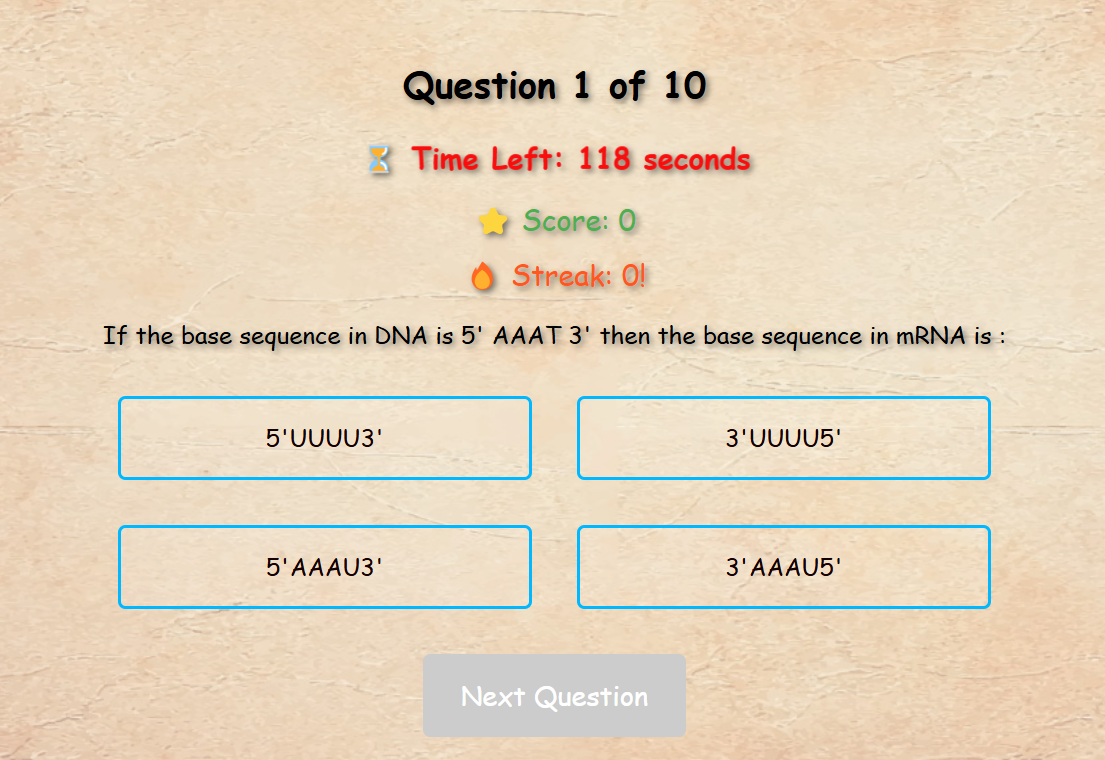 Question 1 of 10
⏳ Time Left: 118 seconds
⭐ Score: 0
🔥 Streak: 0!
If the base sequence in DNA is 5' AAAT 3' then the base sequence in mRNA is :
5'UUUU3'
3'UUUU5'
5'AAAU3'
3'AAAU5'
Next Question